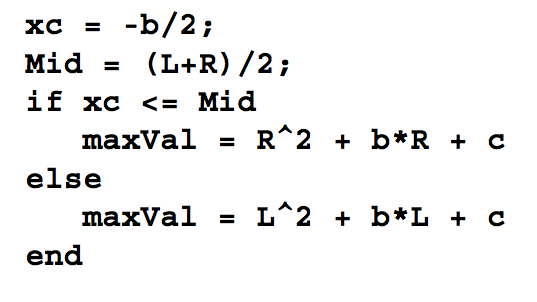 xc = -b/2;
Mid = (L+R)/2;
if xc <= Mid
   maxVal = R^2 + b*R + c
else
   maxVal = L^2 + b*L + c
end